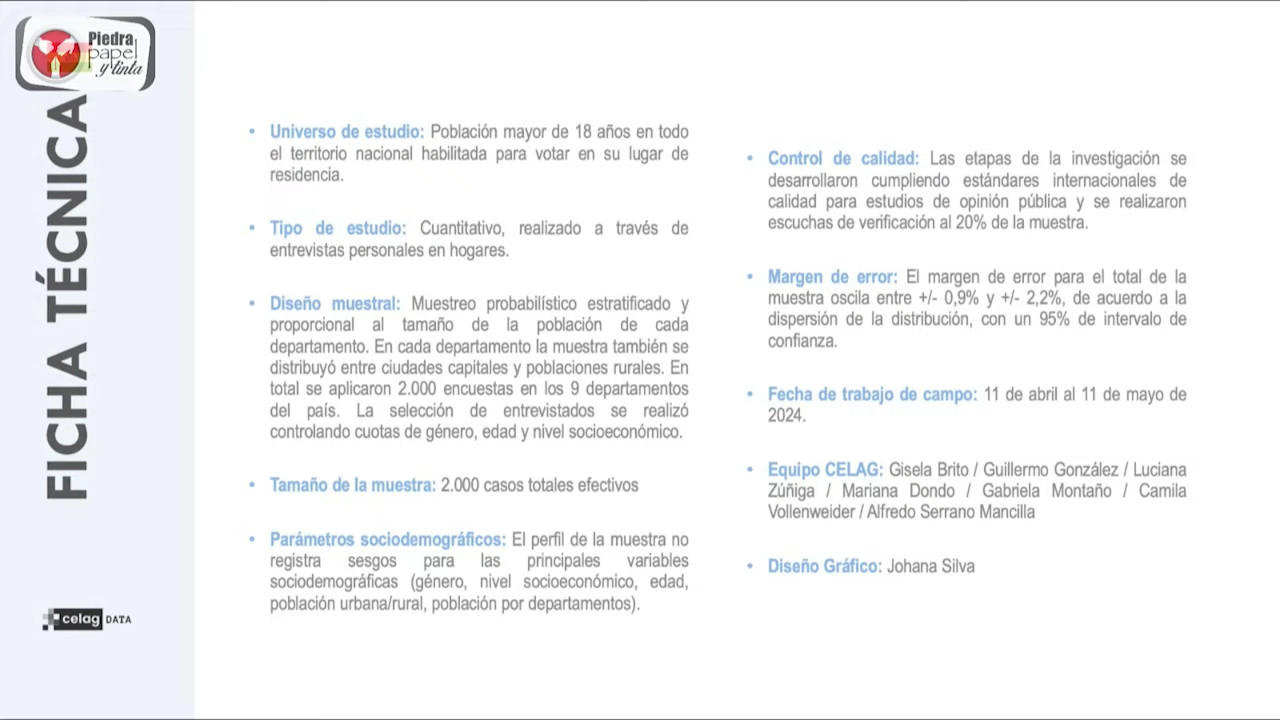 Piedra
papel
y tinta
FICHA TÉCNICA
• Universo de estudio: Población mayor de 18 años en todo
el territorio nacional habilitada para votar en su lugar de
residencia.
• Tipo de estudio: Cuantitativo, realizado a través de
entrevistas personales en hogares.
• Diseño muestral: Muestreo probabilístico estratificado y
proporcional al tamaño de la población de cada
departamento. En cada departamento la muestra también se
distribuyó entre ciudades capitales y poblaciones rurales. En
total se aplicaron 2.000 encuestas en los 9 departamentos
del país. La selección de entrevistados se realizó
controlando cuotas de género, edad y nivel socioeconómico.
• Tamaño de la muestra: 2.000 casos totales efectivos
• Parámetros sociodemográficos: El perfil de la muestra no
registra sesgos para las principales variables
sociodemográficas (género, nivel socioeconómico, edad,
población urbana/rural, población por departamentos).
• Control de calidad: Las etapas de la investigación se
desarrollaron cumpliendo estándares internacionales de
calidad para estudios de opinión pública y se realizaron
escuchas de verificación al 20% de la muestra.
• Margen de error: El margen de error para el total de la
muestra oscila entre +/- 0,9% y +/- 2,2%, de acuerdo a la
dispersión de la distribución, con un 95% de intervalo de
confianza.
• Fecha de trabajo de campo: 11 de abril al 11 de mayo de
2024.
• Equipo CELAG: Gisela Brito / Guillermo González / Luciana
Zúñiga / Mariana Dondo / Gabriela Montaño / Camila
Vollenweider / Alfredo Serrano Mancilla
• Diseño Gráfico: Johana Silva
celag DATA